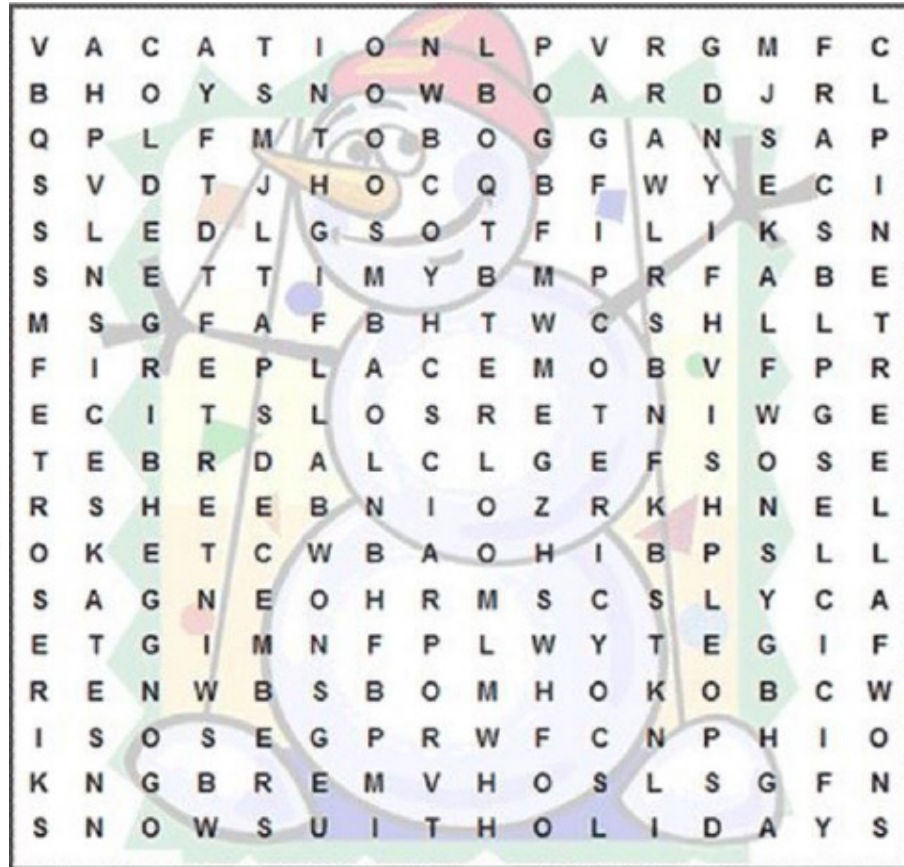 V A C A T I O N L P V R G M F C
B H O Y S N O W B O A R D J R L
Q P L F M T O B O G G A N S A P
S V D T J H O C Q B F W Y E C I
S L E D L G S O T F I L I K S N
S N E T T I M Y B M P R F A B E
M S G F A F B H T W C S H L L T
F I R E P L A C E M O B V F P R
E C I T S L O S R E T N I W G E
T E B R D A L C L G E F S O S E
R S H E E B N I O Z R K H N E L
O K E T C W B A O H I B P S L L
S A G N E O H R M S C S L Y C A
E T G I M N F P L W Y T E G I F
R E N W B S B O M H O K O B C W
I S O S E G P R W F C N P H I O
K N G B R E M V H O S L S G F N
S N O W S U I T H O L I D A Y S